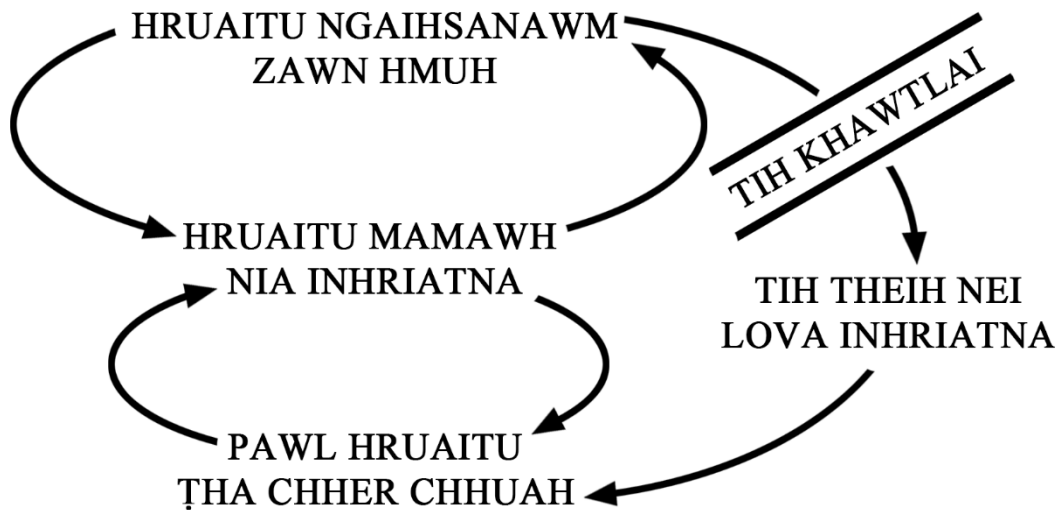 HRUAITU NGAIHSANAWM
ZAWN HMUH
TIH KHAWTLAI
HRUAITU MAMAWH
NIA INHRIATNA
TIH THEIH NEI
LOVA INHRIATNA
PAWL HRUAITU
ṬHA CHHER CHHUAH